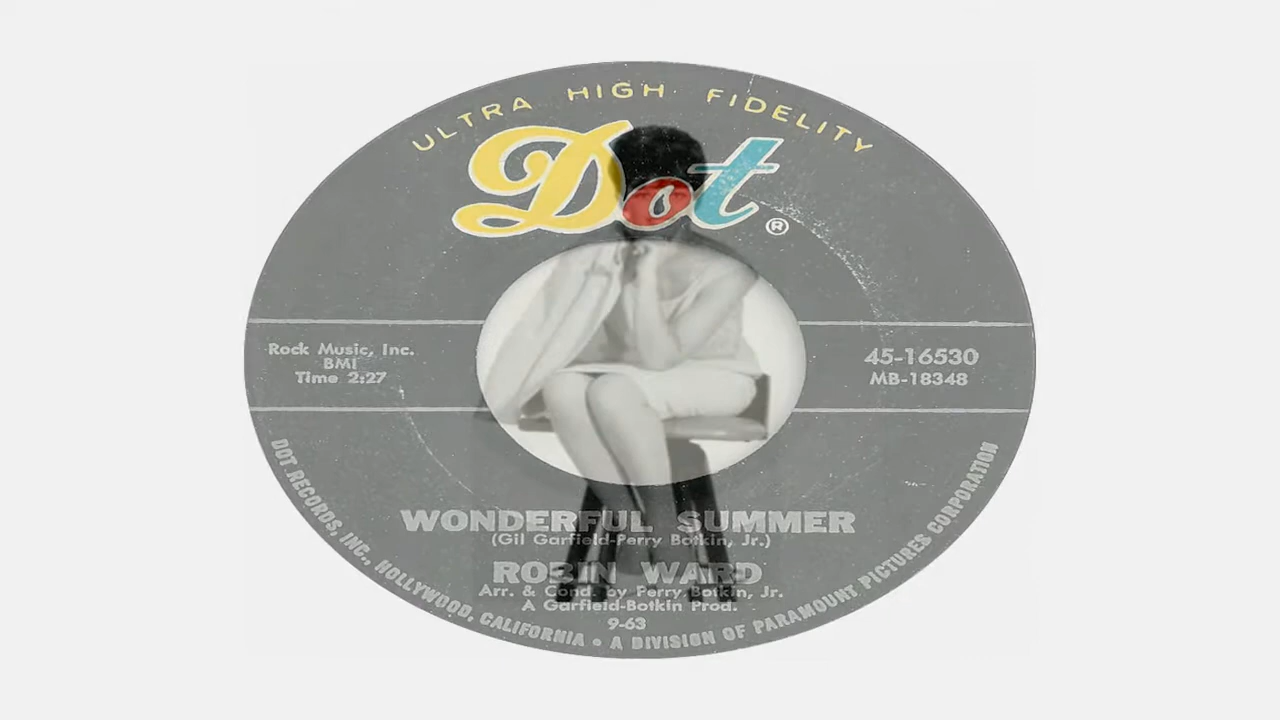 ULTRA HIGH FIDELITY
Dot®
Rock Music, Inc.
BMI
Time 2:27
45-16530
MB-18348
WONDERFUL SUMMER
(Gil Garfield-Perry Botkin, Jr.)
ROBIN WARD
Arr. & Cond. by Perry Botkin, Jr.
A Garfield-Botkin Prod.
9-63
DOT RECORDS, INC., HOLLYWOOD, CALIFORNIA • A DIVISION OF PARAMOUNT PICTURES CORPORATION